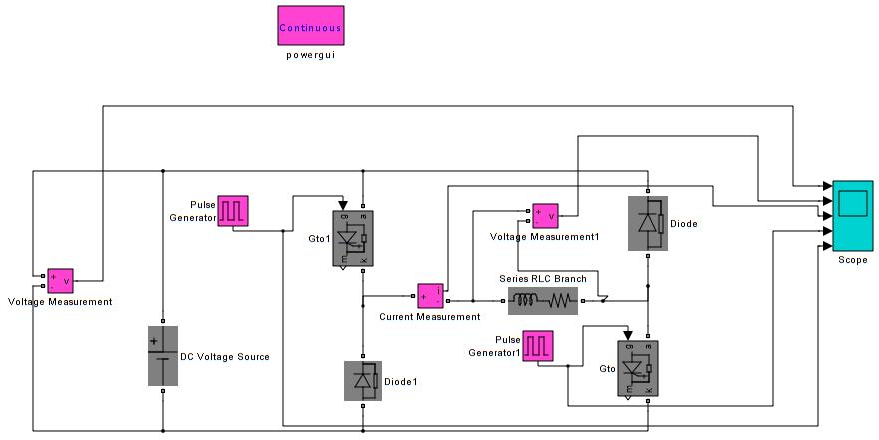 Continuous
powergui
Pulse
Generator
g
a
Gto1
m
k
+
v
Voltage Measurement1
Diode
Scope
+
-
v
Voltage Measurement
+
i
-
Current Measurement
Series RLC Branch
+
DC Voltage Source
Pulse
Generator1
g
a
Gto
m
k
Diode1